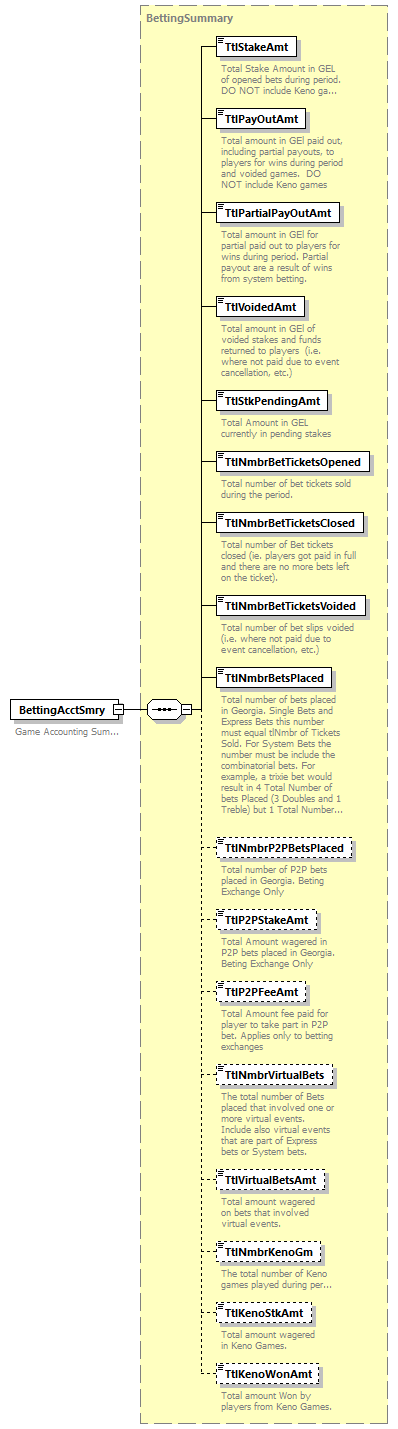 BettingSummary
TtlStakeAmt
Total Stake Amount in GEL
of opened bets during period.
DO NOT include Keno ga...
TtlPayOutAmt
Total amount in GEl paid out,
including partial payouts, to
players for wins during period
and voided games.  DO
NOT include Keno games
TtlPartialPayOutAmt
Total amount in GEl for
partial paid out to players for
wins during period. Partial
payout are a result of wins
from system betting.
TtlVoidedAmt
Total amount in GEl of
voided stakes and funds
returned to players  (i.e.
where not paid due to event
cancellation, etc.)
TtlStkPendingAmt
Total Amount in GEL
currently in pending stakes
TtlNmbrBetTicketsOpened
Total number of bet tickets sold
during the period.
TtlNmbrBetTicketsClosed
Total number of Bet tickets
closed (ie. players got paid in full
and there are no more bets left
on the ticket).
TtlNmbrBetTicketsVoided
Total number of bet slips voided
(i.e. where not paid due to
event cancellation, etc.)
TtlNmbrBetsPlaced
Total number of bets placed
in Georgia. Single Bets and
Express Bets this number
must equal tlNmbr of Tickets
Sold. For System Bets the
number must be include the
combinatorial bets. For
example, a trixie bet would
result in 4 Total Number of
bets Placed (3 Doubles and 1
Treble) but 1 Total Number...
BettingAcctSmry
Game Accounting Sum...
TtlNmbrP2PBetsPlaced
Total number of P2P bets
placed in Georgia. Beting
Exchange Only
TtlP2PStakeAmt
Total Amount wagered in
P2P bets placed in Georgia.
Beting Exchange Only
TtlP2PFeeAmt
Total Amount fee paid for
player to take part in P2P
bet. Applies only to betting
exchanges
TtlNmbrVirtualBets
The total number of Bets
placed that involved one or
more virtual events.
Include also virtual events
that are part of Express
bets or System bets.
TtlVirtualBetsAmt
Total amount wagered
on bets that involved
virtual events.
TtlNmbrKenoGm
The total number of Keno
games played during per...
TtlKenoStkAmt
Total amount wagered
in Keno Games.
TtlKenoWonAmt
Total amount Won by
players from Keno Games.